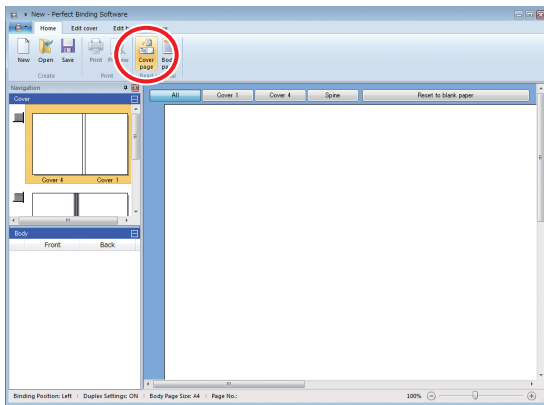 New - Perfect Binding Software
Home Edit cover Edit
New Open Save Print Cover page
Create Print
Navigation
Cover
All Cover 1 Cover 4 Spine Reset to blank paper
Cover 4 Cover 1
Body
Front Back
Binding Position: Left Duplex Settings: ON Body Page Size: A4 Page No.: 100%